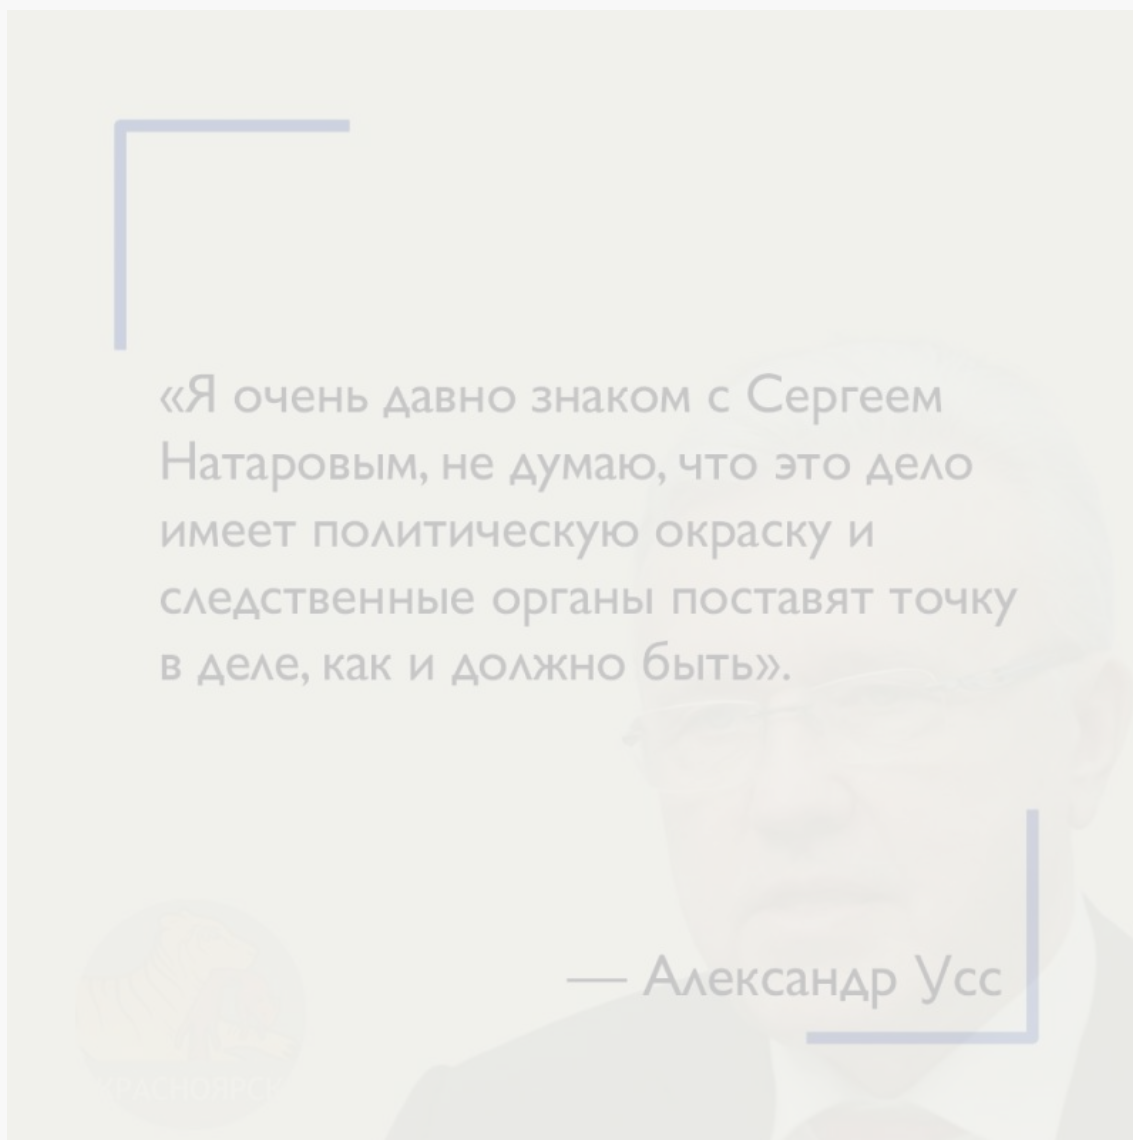 «Я очень давно знаком с Сергеем
Натаровым, не думаю, что это дело
имеет политическую окраску и
следственные органы поставят точку
в деле, как и должно быть».
— Александр Усс
КРАСНОЯРСК